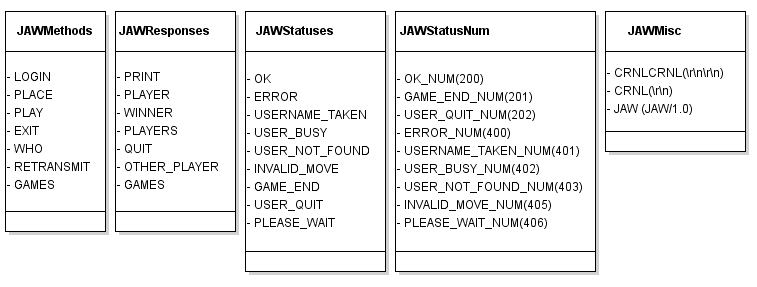 JAWMethods
- LOGIN
- PLACE
- PLAY
- EXIT
- WHO
- RETRANSMIT
- GAMES
JAWResponses
- PRINT
- PLAYER
- WINNER
- PLAYERS
- QUIT
- OTHER_PLAYER
- GAMES
JAWStatuses
- OK
- ERROR
- USERNAME_TAKEN
- USER_BUSY
- USER_NOT_FOUND
- INVALID_MOVE
- GAME_END
- USER_QUIT
- PLEASE_WAIT
JAWStatusNum
- OK_NUM(200)
- GAME_END_NUM(201)
- USER_QUIT_NUM(202)
- ERROR_NUM(400)
- USERNAME_TAKEN_NUM(401)
- USER_BUSY_NUM(402)
- USER_NOT_FOUND_NUM(403)
- INVALID_MOVE_NUM(405)
- PLEASE_WAIT_NUM(406)
JAWMisc
- CRNLCRNL(\r\n\r\n)
- CRNL(\r\n)
- JAW (JAW/1.0)